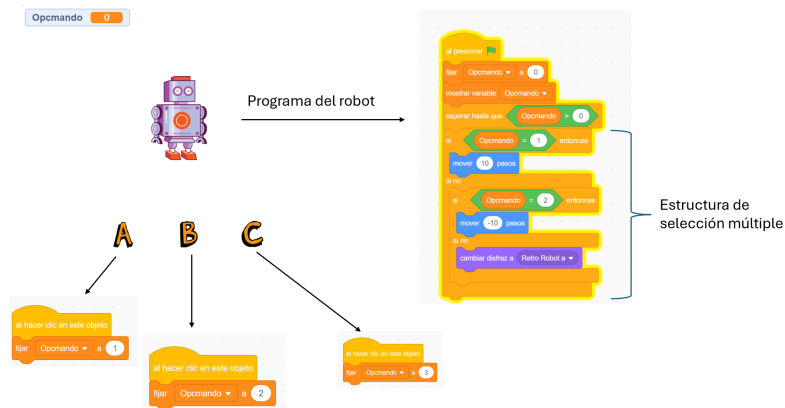 Opcmando 0
Programa del robot
al presionar
fijar Opcmando a 0
mostrar variable Opcmando
esperar hasta que Opcmando > 0
si Opcmando = 1 entonces
mover 10 pasos
si no
si Opcmando = 2 entonces
mover -10 pasos
si no
cambiar disfraz a Retro Robot a
Estructura de
selección múltiple
A B C
al hacer clic en este objeto
fijar Opcmando a 1
al hacer clic en este objeto
fijar Opcmando a 2
al hacer clic en este objeto
fijar Opcmando a 3